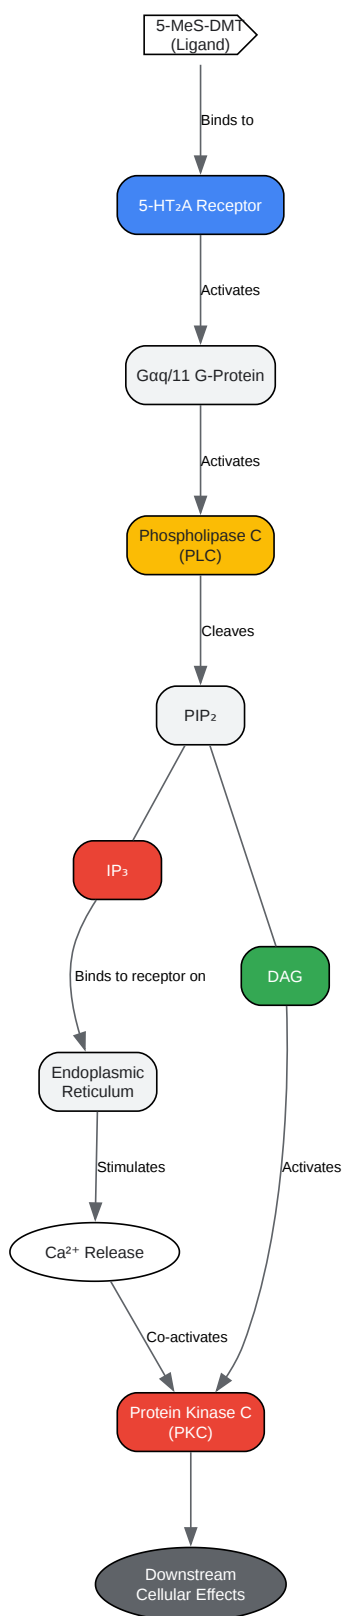 5-MeS-DMT
(Ligand)
Binds to
5-HT₂A Receptor
Activates
Gαq/11 G-Protein
Activates
Phospholipase C
(PLC)
Cleaves
PIP₂
IP₃
Binds to receptor on
DAG
Endoplasmic
Reticulum
Stimulates
Activates
Ca²⁺ Release
Co-activates
Protein Kinase C
(PKC)
Downstream
Cellular Effects